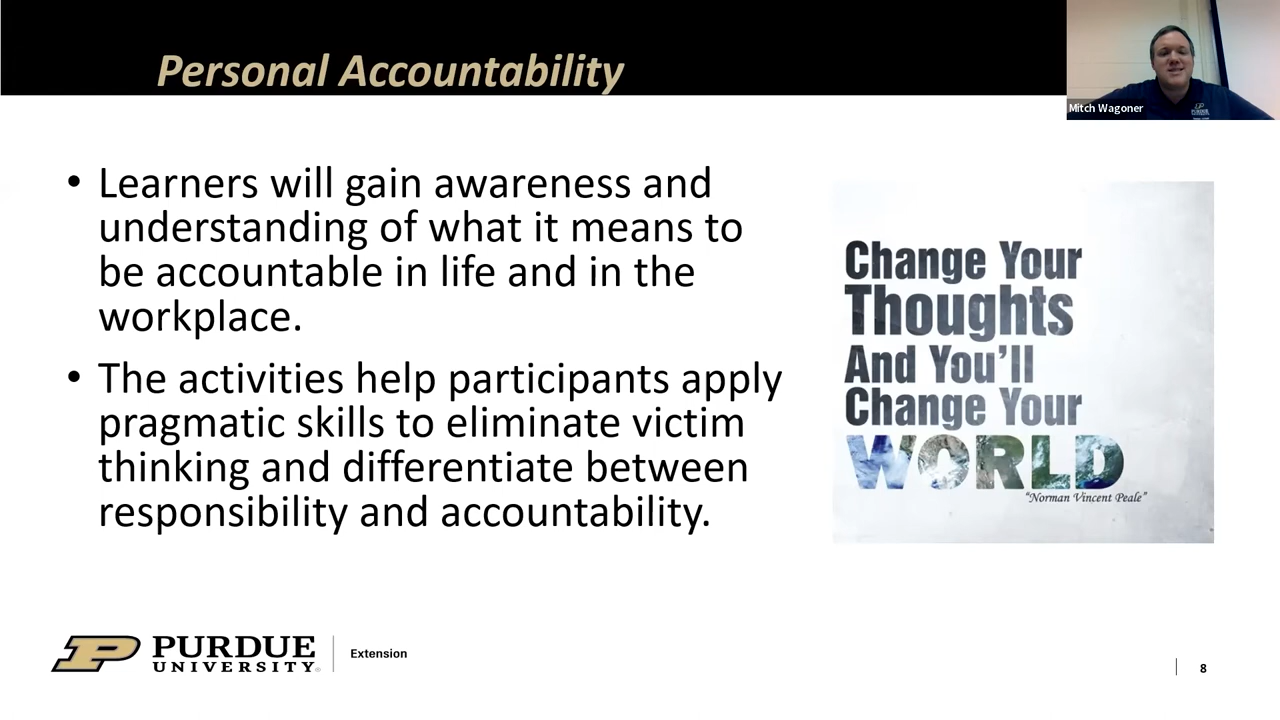 Personal Accountability
Mitch Wagoner
PURDUE
• Learners will gain awareness and
understanding of what it means to
be accountable in life and in the
workplace.
• The activities help participants apply
pragmatic skills to eliminate victim
thinking and differentiate between
responsibility and accountability.
Change Your
Thoughts
And You'll
Change Your
WORLD
"Norman Vincent Peale"
PURDUE
UNIVERSITY®
Extension
8